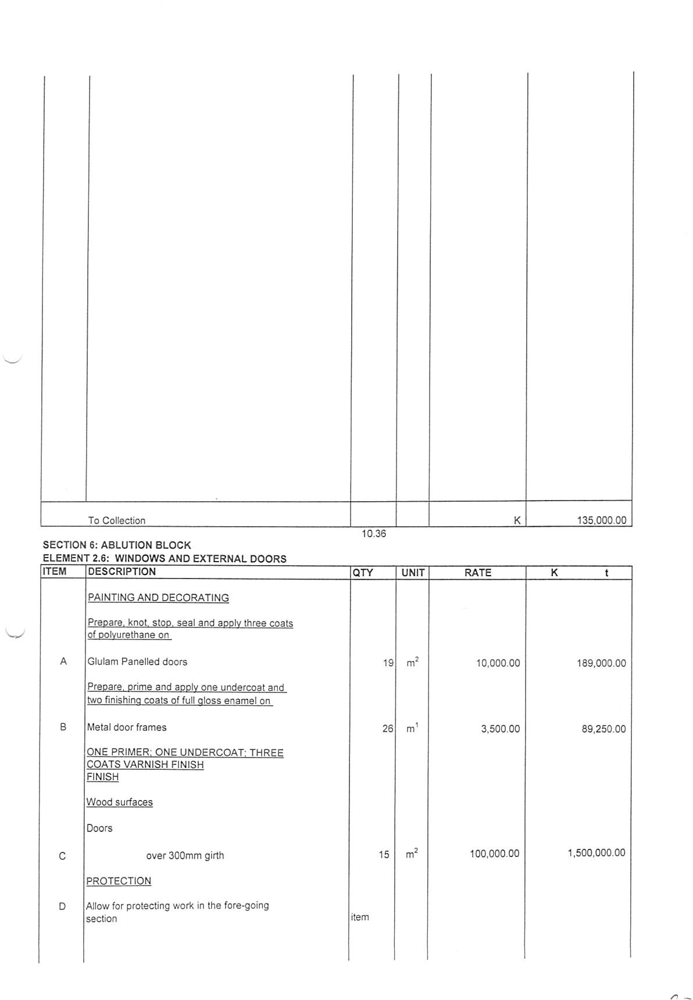 To Collection K 135,000.00
10.36
SECTION 6: ABLUTION BLOCK
ELEMENT 2.6: WINDOWS AND EXTERNAL DOORS
ITEM DESCRIPTION QTY UNIT RATE K t
PAINTING AND DECORATING
Prepare, knot, stop, seal and apply three coats
of polyurethane on
A Glulam Panelled doors 19 m² 10,000.00 189,000.00
Prepare, prime and apply one undercoat and
two finishing coats of full gloss enamel on
B Metal door frames 26 m¹ 3,500.00 89,250.00
ONE PRIMER; ONE UNDERCOAT; THREE
COATS VARNISH FINISH
FINISH
Wood surfaces
Doors
C over 300mm girth 15 m² 100,000.00 1,500,000.00
PROTECTION
D Allow for protecting work in the fore-going
section item